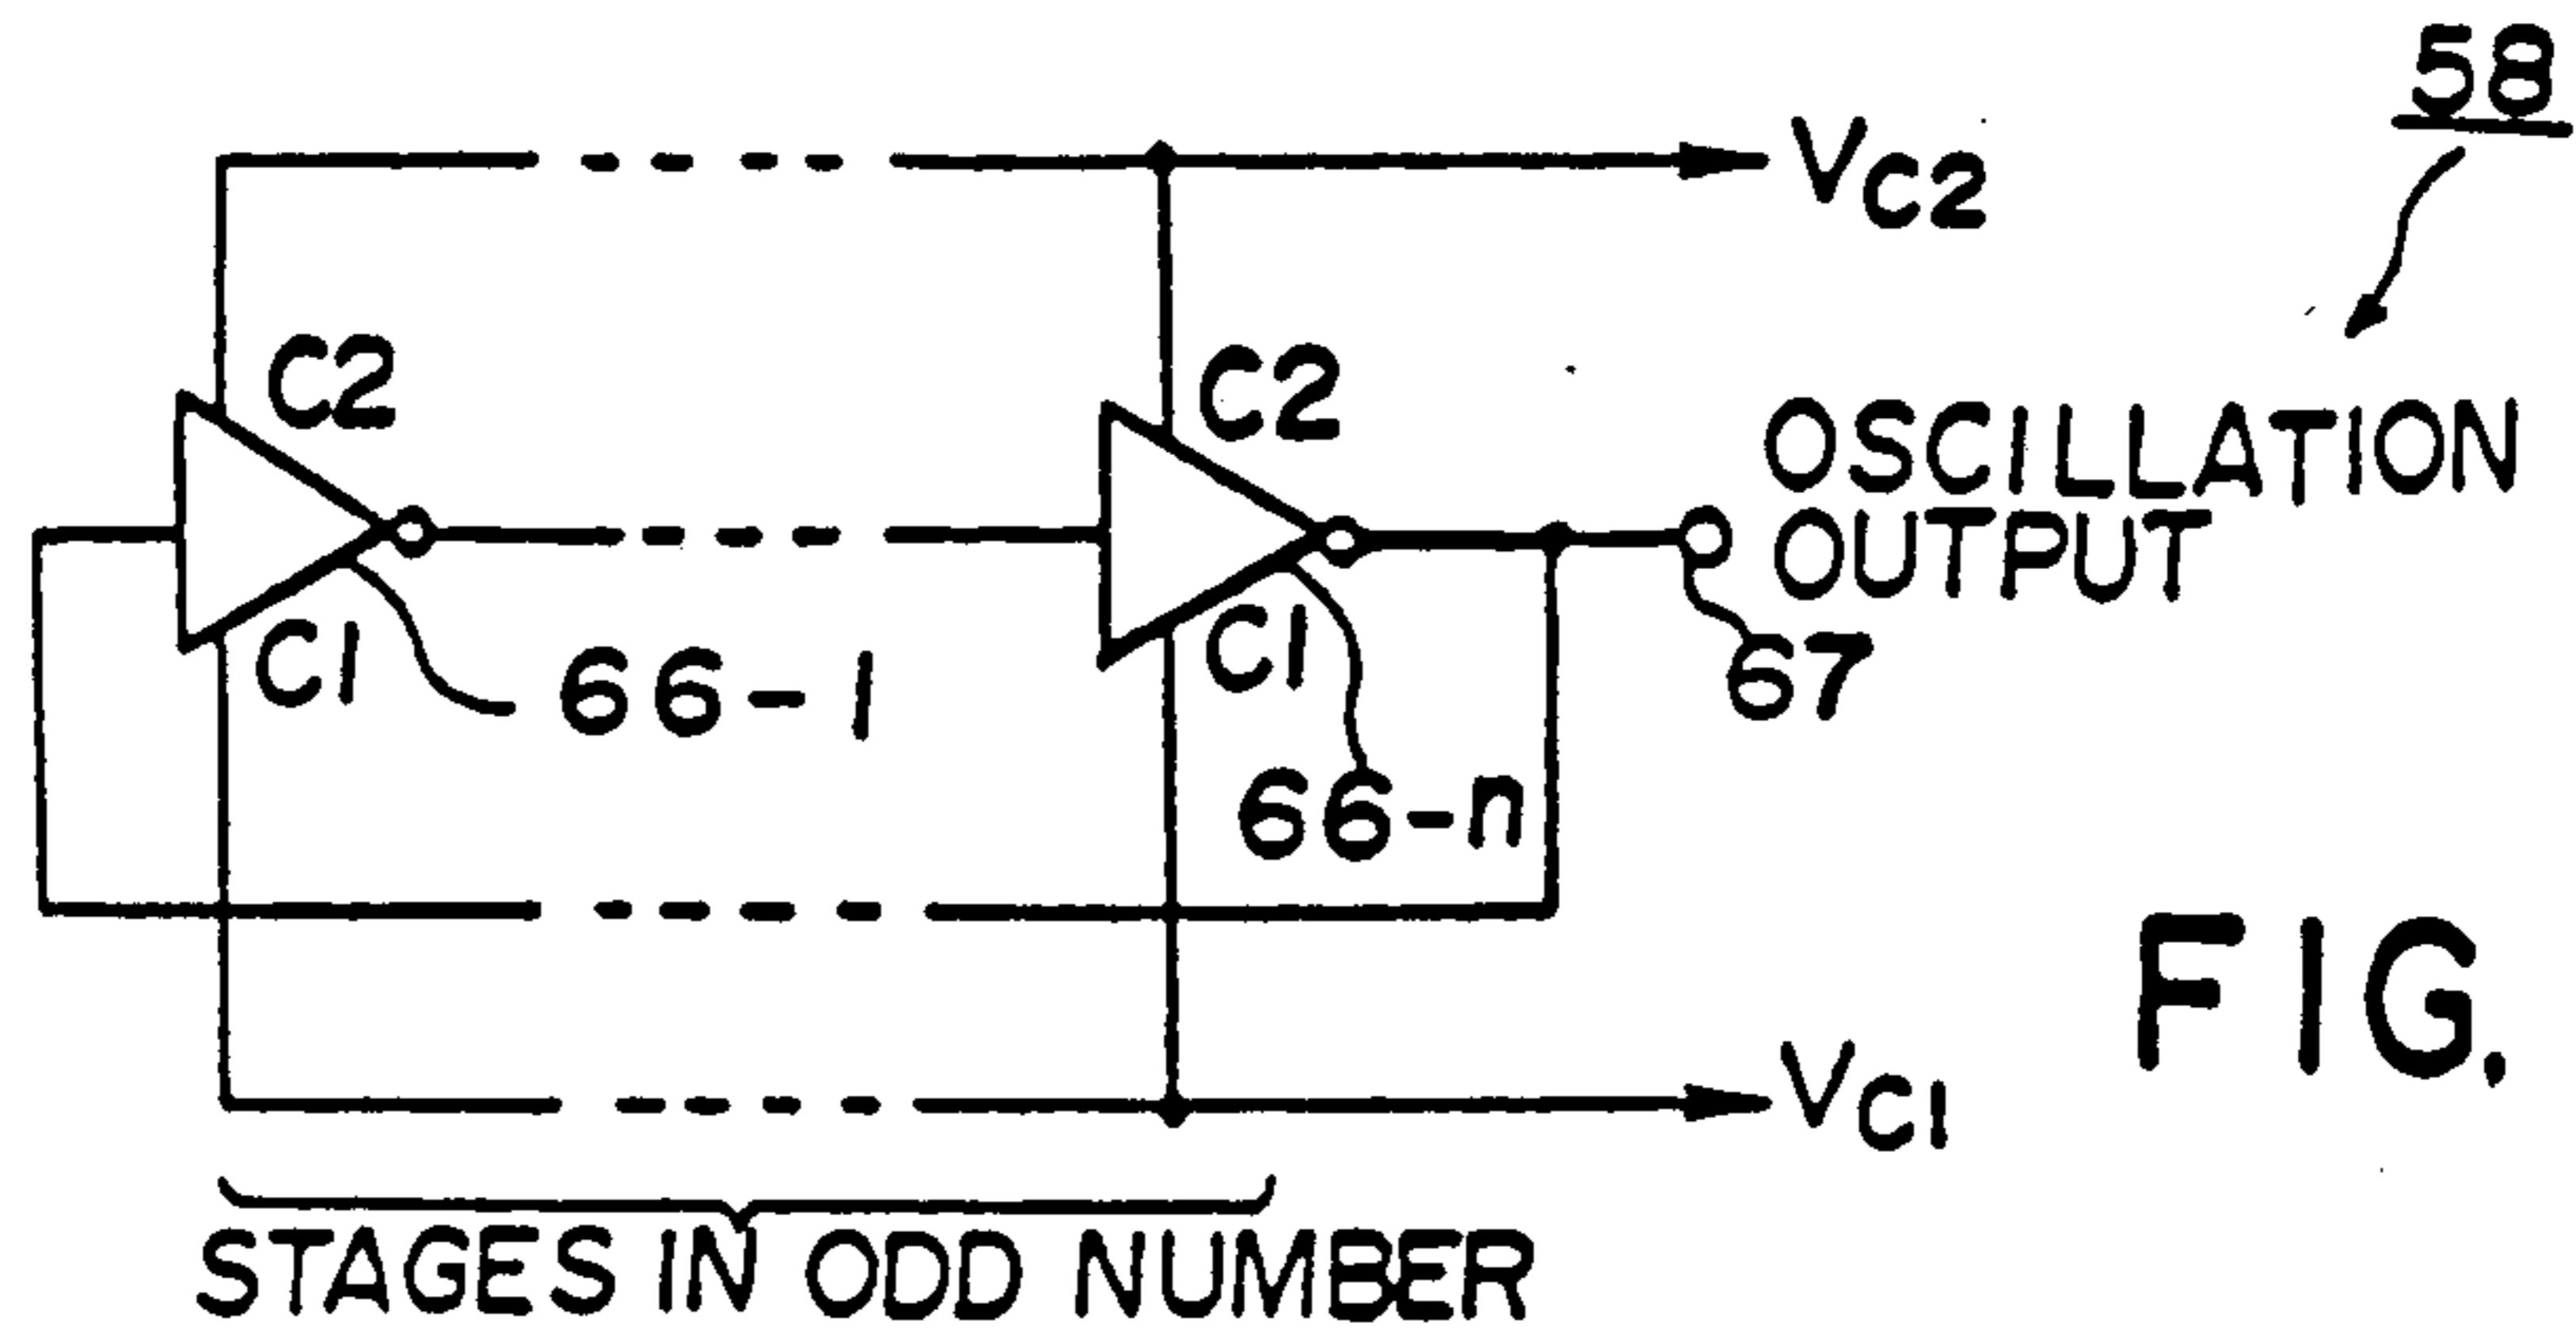 58
VC2
C2
C2
OSCILLATION
OUTPUT
C1
66-1
C1
67
66-n
FIG.
VC1
STAGES IN ODD NUMBER